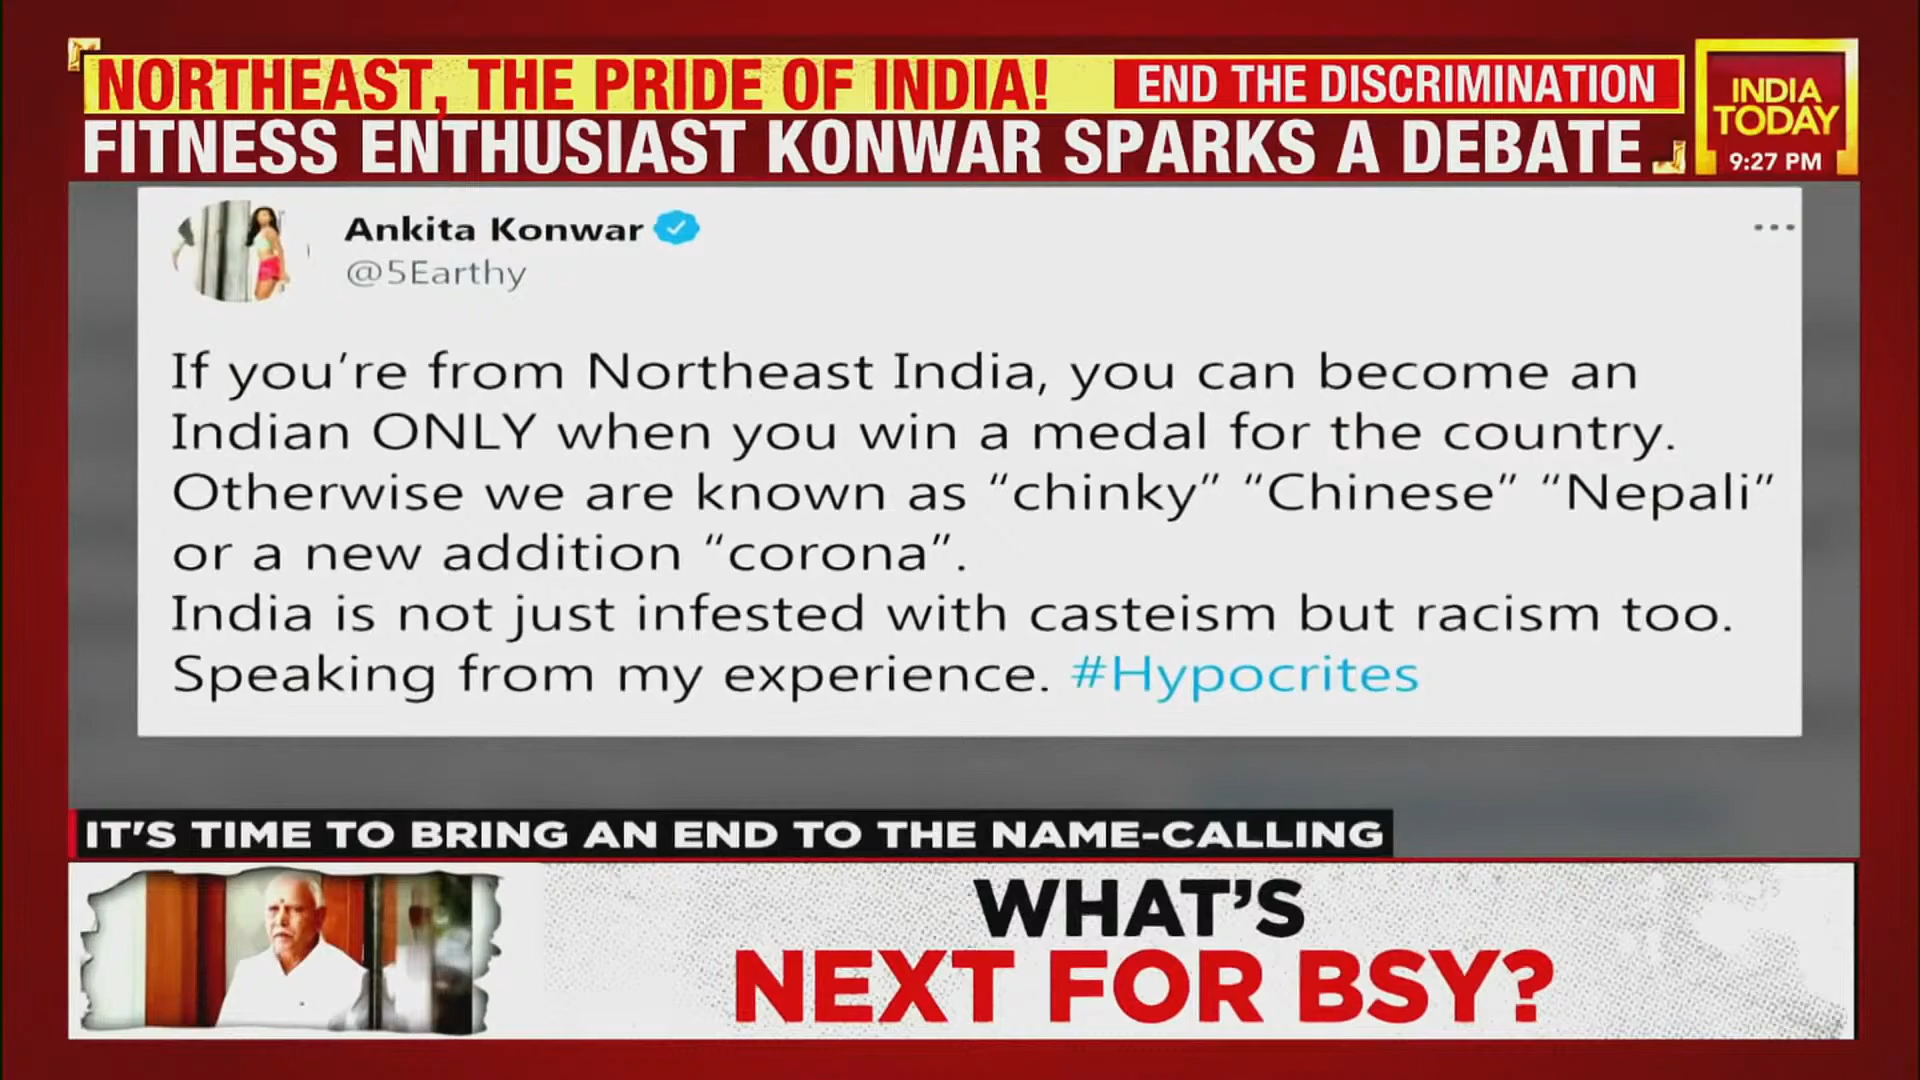 NORTHEAST, THE PRIDE OF INDIA!
END THE DISCRIMINATION
FITNESS ENTHUSIAST KONWAR SPARKS A DEBATE
INDIA
TODAY
9:27 PM
Ankita Konwar
@5Earthy
If you're from Northeast India, you can become an
Indian ONLY when you win a medal for the country.
Otherwise we are known as “chinky” “Chinese” “Nepali”
or a new addition “corona”.
India is not just infested with casteism but racism too.
Speaking from my experience. #Hypocrites
IT'S TIME TO BRING AN END TO THE NAME-CALLING
WHAT'S
NEXT FOR BSY?